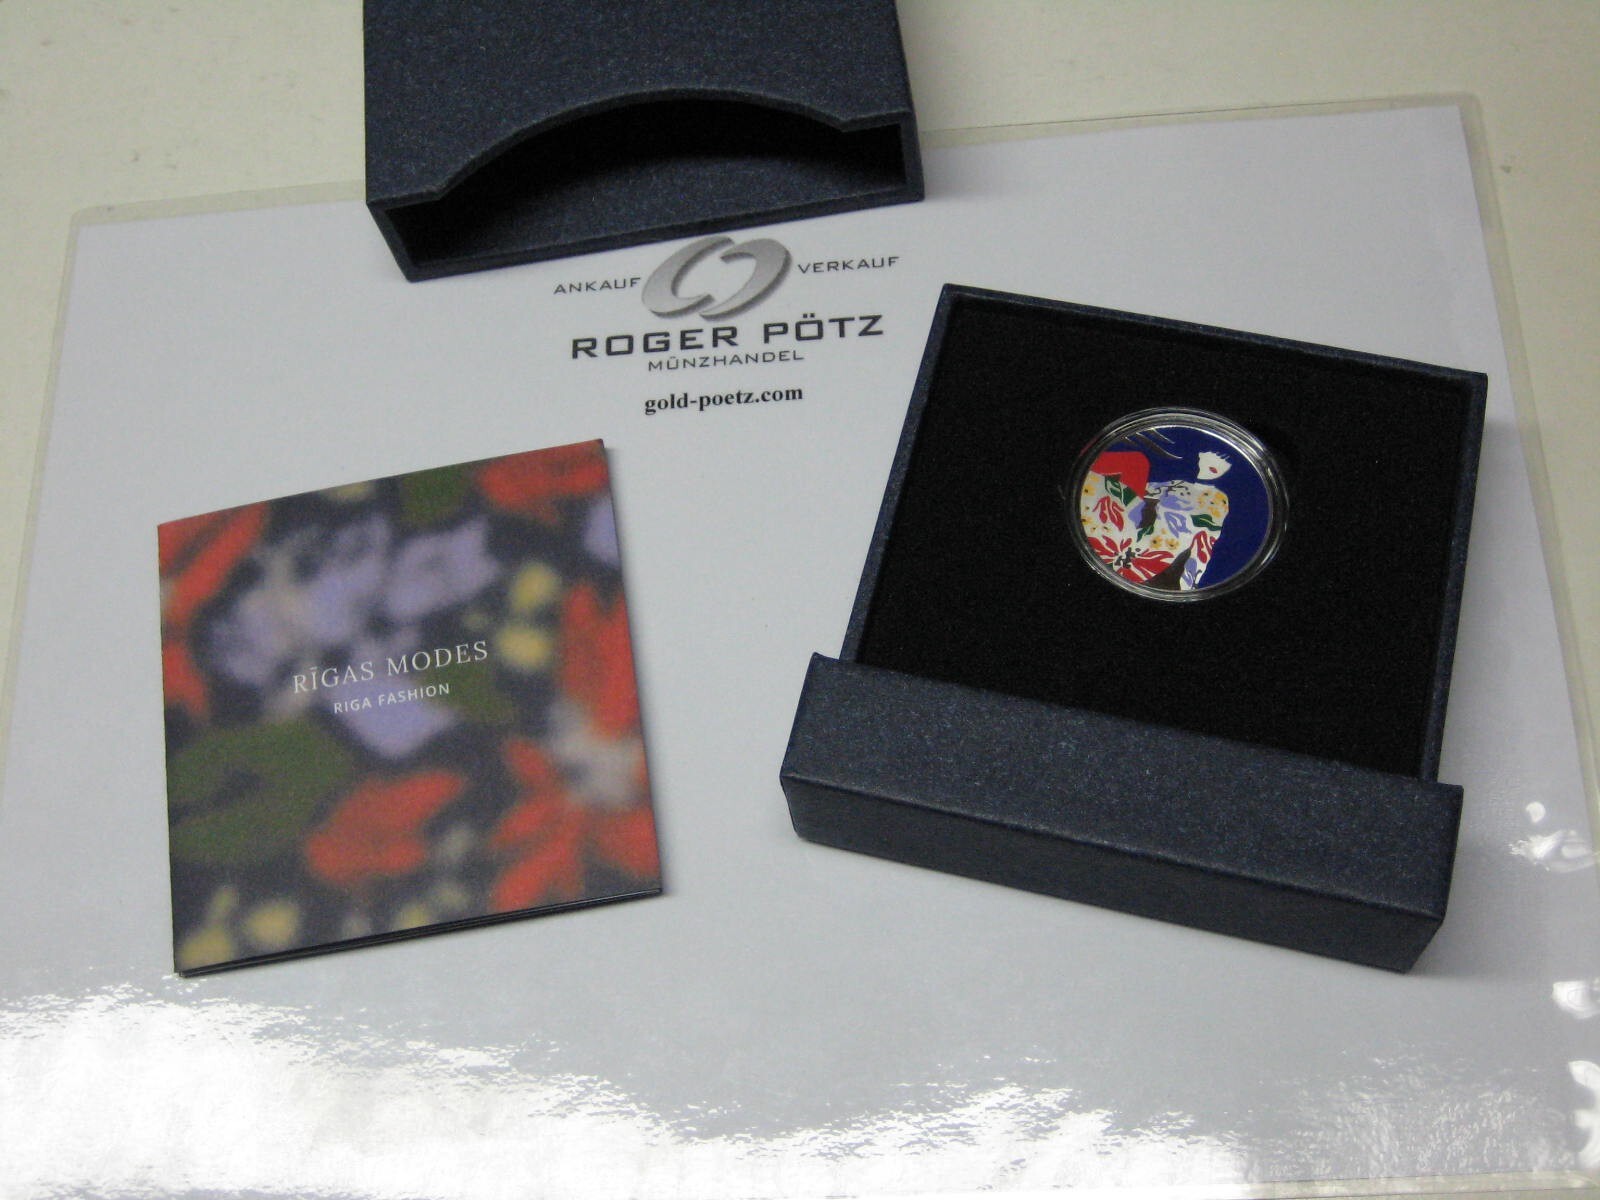 ANKAUF VERKAUF
ROGER PÖTZ
MÜNZHANDEL
gold-poetz.com
RĪGAS MODES
RIGA FASHION